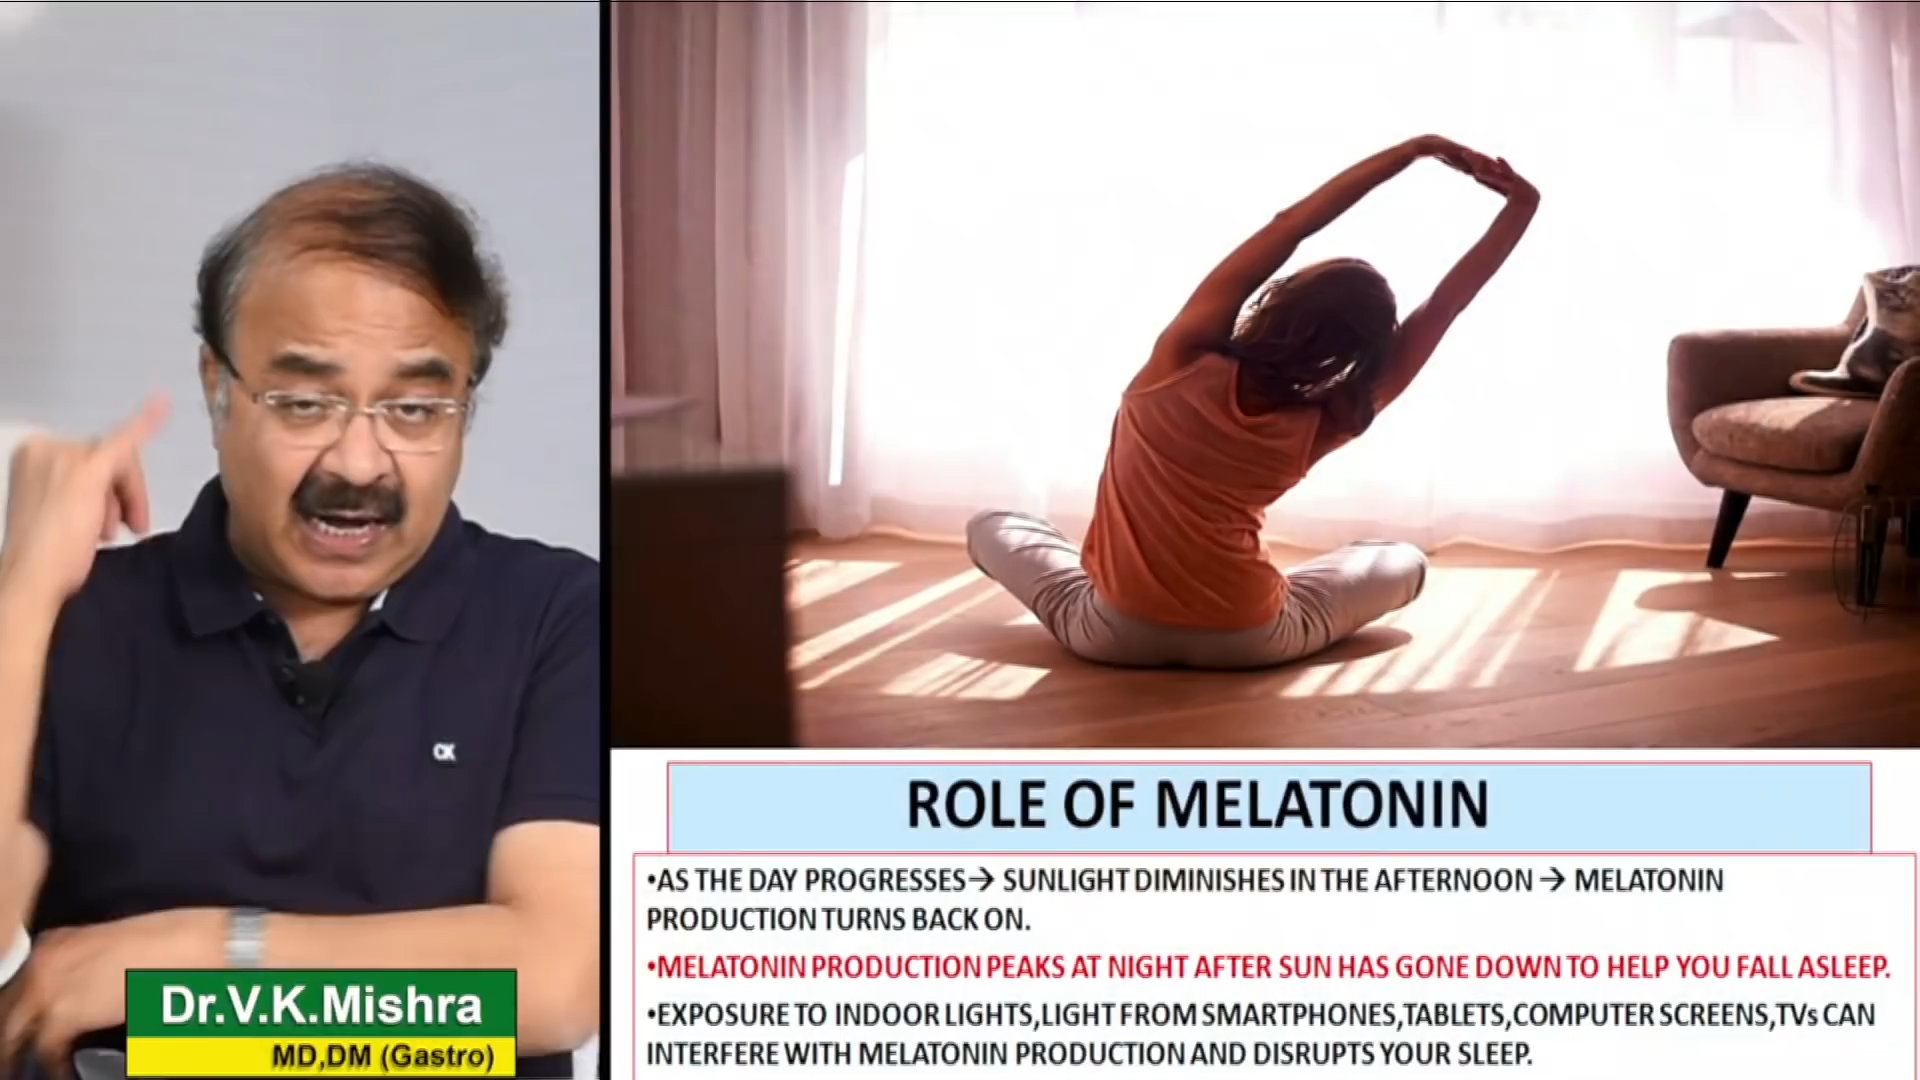 ROLE OF MELATONIN
•AS THE DAY PROGRESSES→ SUNLIGHT DIMINISHES IN THE AFTERNOON → MELATONIN
PRODUCTION TURNS BACK ON.
•MELATONIN PRODUCTION PEAKS AT NIGHT AFTER SUN HAS GONE DOWN TO HELP YOU FALL ASLEEP.
•EXPOSURE TO INDOOR LIGHTS,LIGHT FROM SMARTPHONES,TABLETS,COMPUTER SCREENS,TVs CAN
INTERFERE WITH MELATONIN PRODUCTION AND DISRUPTS YOUR SLEEP.
Dr.V.K.Mishra
MD,DM (Gastro)
CK